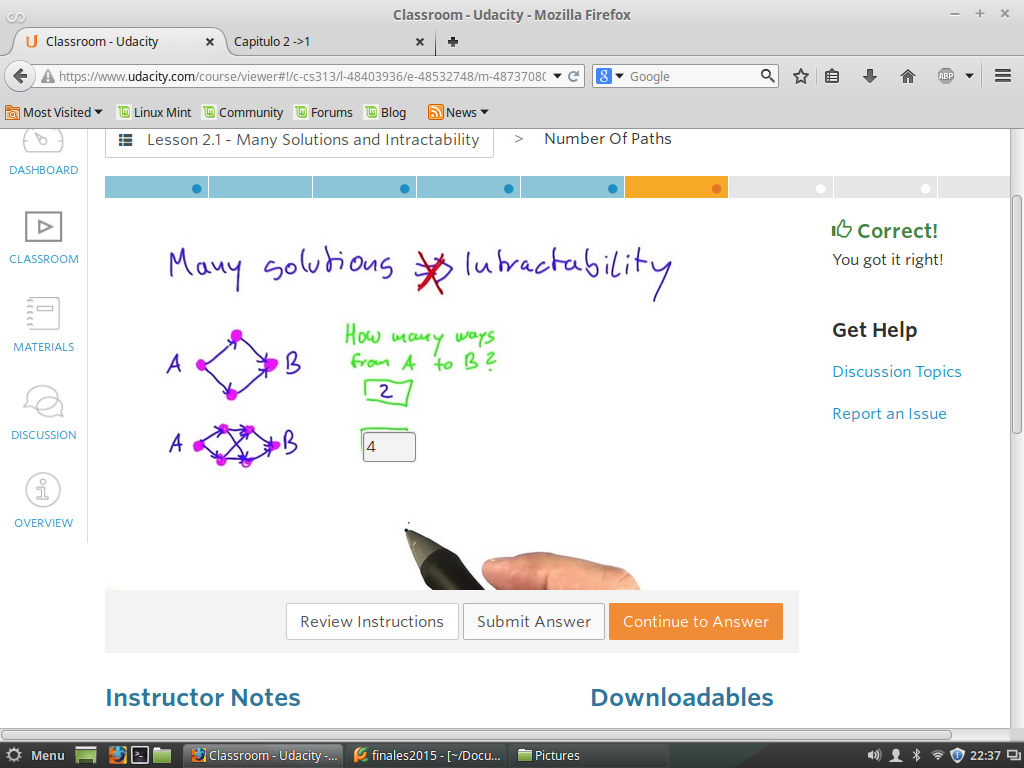 Classroom - Udacity - Mozilla Firefox
Classroom - Udacity
Capitulo 2 ->1
https://www.udacity.com/course/viewer#!/c-cs313/l-48403936/e-48532748/m-48737080
Google
ABP
Most Visited
Linux Mint
Community
Forums
Blog
News
DASHBOARD
CLASSROOM
MATERIALS
DISCUSSION
OVERVIEW
Lesson 2.1 - Many Solutions and Intractability > Number Of Paths
Many solutions ⇒ Intractability
A B
How many ways
from A to B?
2
A B
4
Correct!
You got it right!
Get Help
Discussion Topics
Report an Issue
Review Instructions
Submit Answer
Continue to Answer
Instructor Notes
Downloadables
Menu
Classroom - Udacity -...
finales2015 - [~/Docu...
Pictures
22:37